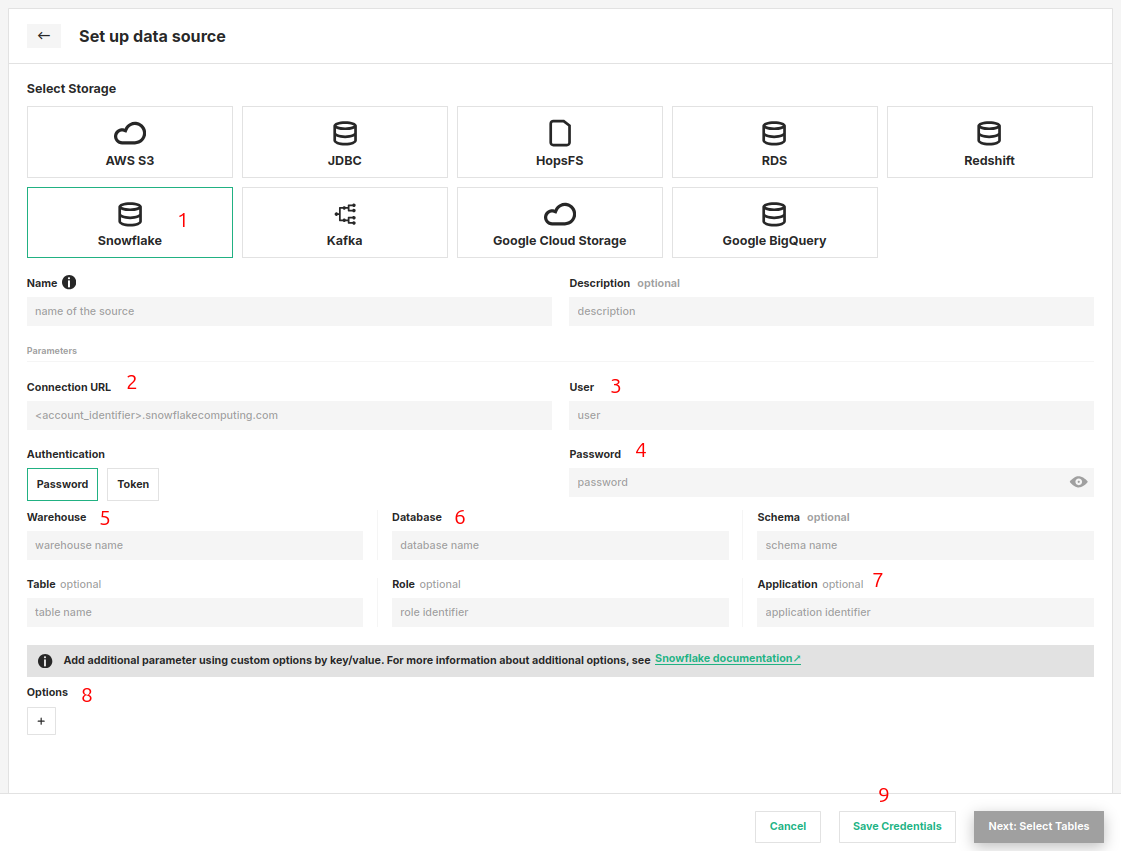 ← Set up data source
Select Storage
AWS S3 JDBC HopsFS RDS Redshift
1
Snowflake Kafka Google Cloud Storage Google BigQuery
Name Description optional
name of the source description
Parameters
Connection URL 2 User 3
<account_identifier>.snowflakecomputing.com user
Authentication Password 4
Password Token password
Warehouse 5 Database 6 Schema optional
warehouse name database name schema name
Table optional Role optional Application optional 7
table name role identifier application identifier
Add additional parameter using custom options by key/value. For more information about additional options, see Snowflake documentation↗
Options 8
+
9
Cancel Save Credentials Next: Select Tables